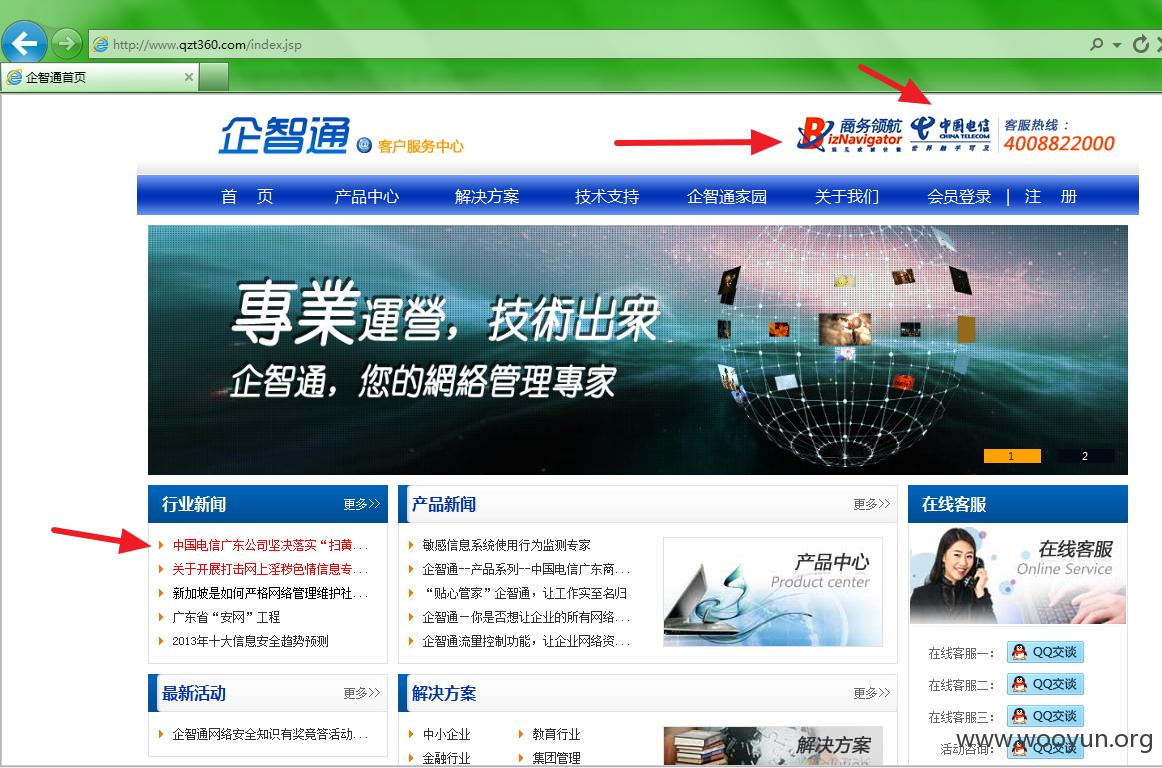 http://www.qzt360.com/index.jsp
企智通首页
企智通 @ 客户服务中心
BizNavigator 商务领航
中国电信 CHINA TELECOM
世界触手可及
客服热线：
4008822000
首 页 产品中心 解决方案 技术支持 企智通家园 关于我们 会员登录 | 注 册
專業運營，技術出衆
企智通，您的網絡管理專家
1 2
行业新闻 更多>>
中国电信广东公司坚决落实“扫黄...
关于开展打击网上淫秽色情信息专...
新加坡是如何严格网络管理维护社...
广东省“安网”工程
2013年十大信息安全趋势预测
产品新闻 更多>>
敏感信息系统使用行为监测专家
企智通--产品系列--中国电信广东商...
“贴心管家”企智通，让工作实至名归
企智通－你是否想让企业的所有网络...
企智通流量控制功能，让企业网络资...
产品中心
Product center
在线客服
在线客服
Online Service
在线客服一： QQ交谈
在线客服二： QQ交谈
在线客服三： QQ交谈
活动咨询： QQ交谈
最新活动 更多>>
企智通网络安全知识有奖竞答活动...
解决方案 更多>>
中小企业 教育行业
金融行业 集团管理
解决方案
www.wooyun.org